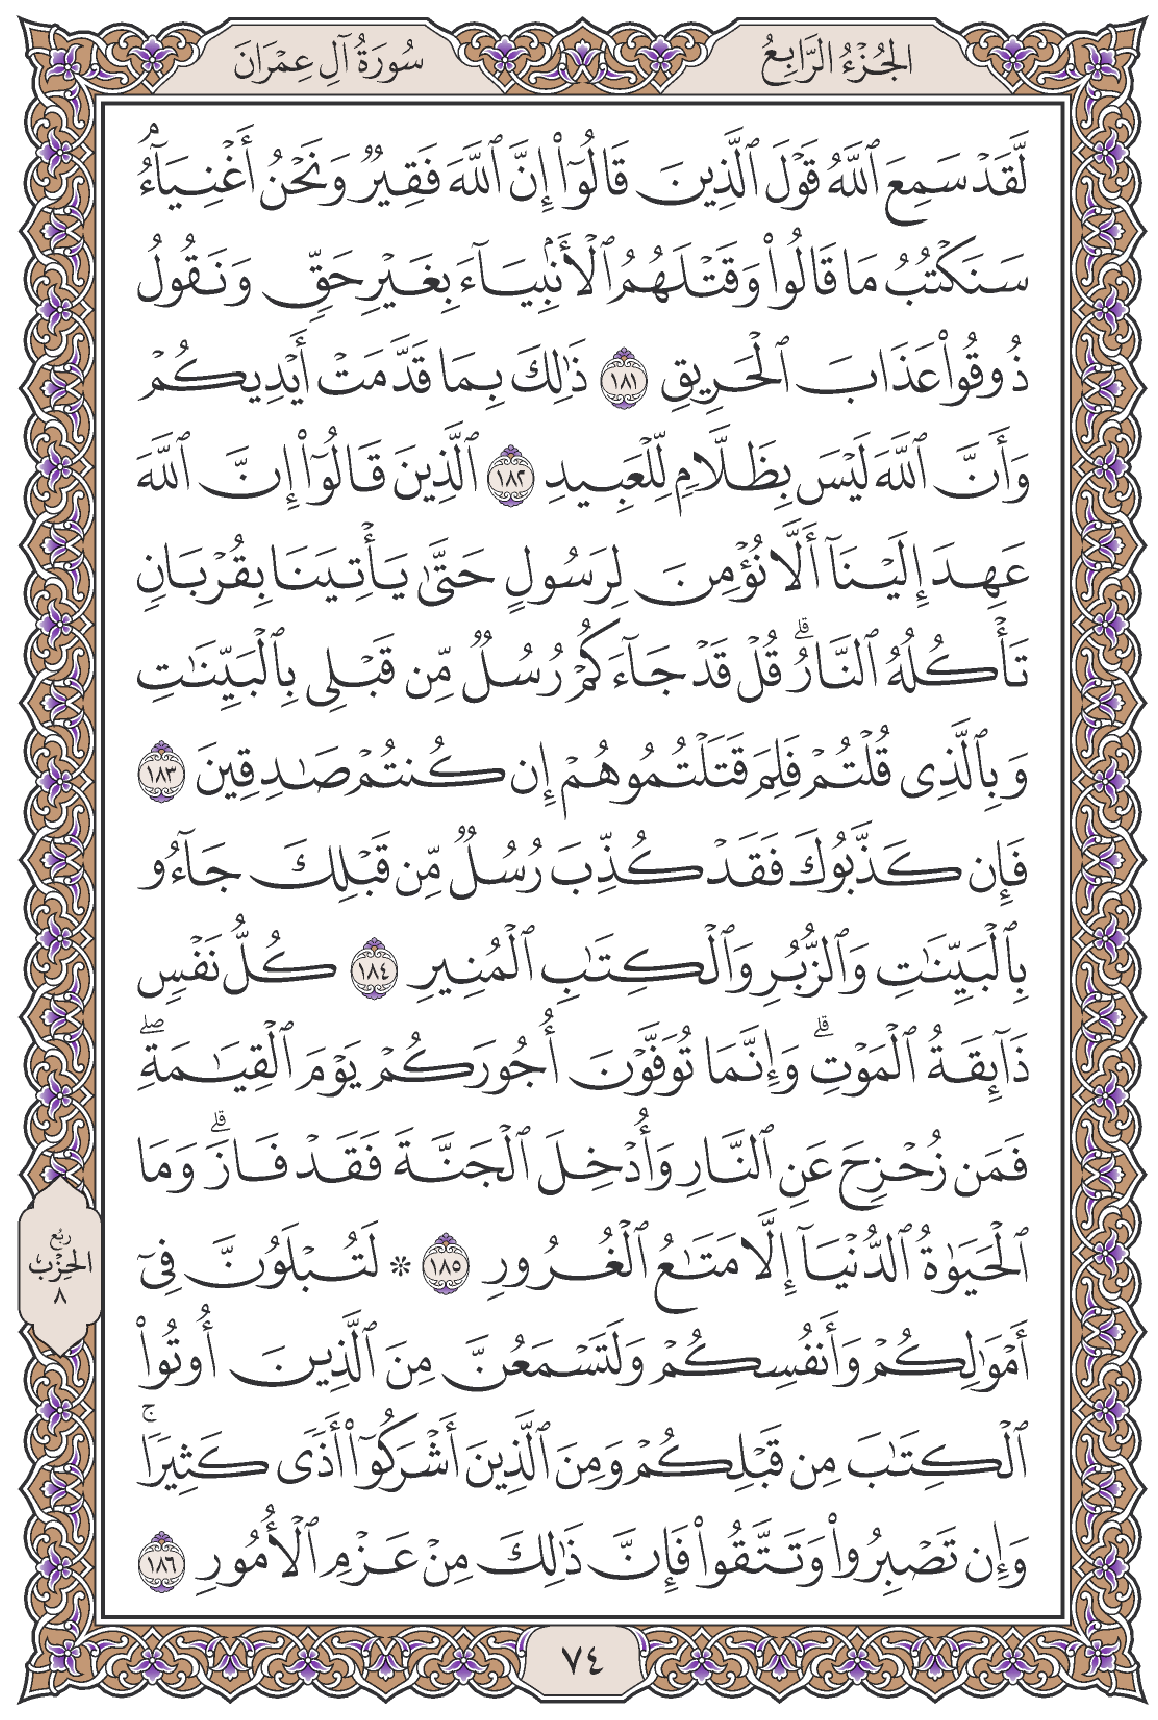 الجُزْءُ الرَّابِعُ
سُورَةُ آلِ عِمْرَانَ
لَّقَدْ سَمِعَ ٱللَّهُ قَوْلَ ٱلَّذِينَ قَالُوٓا۟ إِنَّ ٱللَّهَ فَقِيرٌ وَنَحْنُ أَغْنِيَآءُ ۘ
سَنَكْتُبُ مَا قَالُوا۟ وَقَتْلَهُمُ ٱلْأَنۢبِيَآءَ بِغَيْرِ حَقٍّ وَنَقُولُ
ذُوقُوا۟ عَذَابَ ٱلْحَرِيقِ ١٨١ ذَٰلِكَ بِمَا قَدَّمَتْ أَيْدِيكُمْ
وَأَنَّ ٱللَّهَ لَيْسَ بِظَلَّامٍ لِّلْعَبِيدِ ١٨٢ ٱلَّذِينَ قَالُوٓا۟ إِنَّ ٱللَّهَ
عَهِدَ إِلَيْنَآ أَلَّا نُؤْمِنَ لِرَسُولٍ حَتَّىٰ يَأْتِيَنَا بِقُرْبَانٍ
تَأْكُلُهُ ٱلنَّارُ ۗ قُلْ قَدْ جَآءَكُمْ رُسُلٌ مِّن قَبْلِى بِٱلْبَيِّنَـٰتِ
وَبِٱلَّذِى قُلْتُمْ فَلِمَ قَتَلْتُمُوهُمْ إِن كُنتُمْ صَـٰدِقِينَ ١٨٣
فَإِن كَذَّبُوكَ فَقَدْ كُذِّبَ رُسُلٌ مِّن قَبْلِكَ جَآءُو
بِٱلْبَيِّنَـٰتِ وَٱلزُّبُرِ وَٱلْكِتَـٰبِ ٱلْمُنِيرِ ١٨٤ كُلُّ نَفْسٍ
ذَآئِقَةُ ٱلْمَوْتِ ۗ وَإِنَّمَا تُوَفَّوْنَ أُجُورَكُمْ يَوْمَ ٱلْقِيَـٰمَةِ ۖ
فَمَن زُحْزِحَ عَنِ ٱلنَّارِ وَأُدْخِلَ ٱلْجَنَّةَ فَقَدْ فَازَ ۗ وَمَا
ٱلْحَيَوٰةُ ٱلدُّنْيَآ إِلَّا مَتَـٰعُ ٱلْغُرُورِ ١٨٥ * لَتُبْلَوُنَّ فِىٓ
أَمْوَٰلِكُمْ وَأَنفُسِكُمْ وَلَتَسْمَعُنَّ مِنَ ٱلَّذِينَ أُوتُوا۟
ٱلْكِتَـٰبَ مِن قَبْلِكُمْ وَمِنَ ٱلَّذِينَ أَشْرَكُوٓا۟ أَذًى كَثِيرًا ۚ
وَإِن تَصْبِرُوا۟ وَتَتَّقُوا۟ فَإِنَّ ذَٰلِكَ مِنْ عَزْمِ ٱلْأُمُورِ ١٨٦
رُبُع
الحِزْب
٨
٧٤